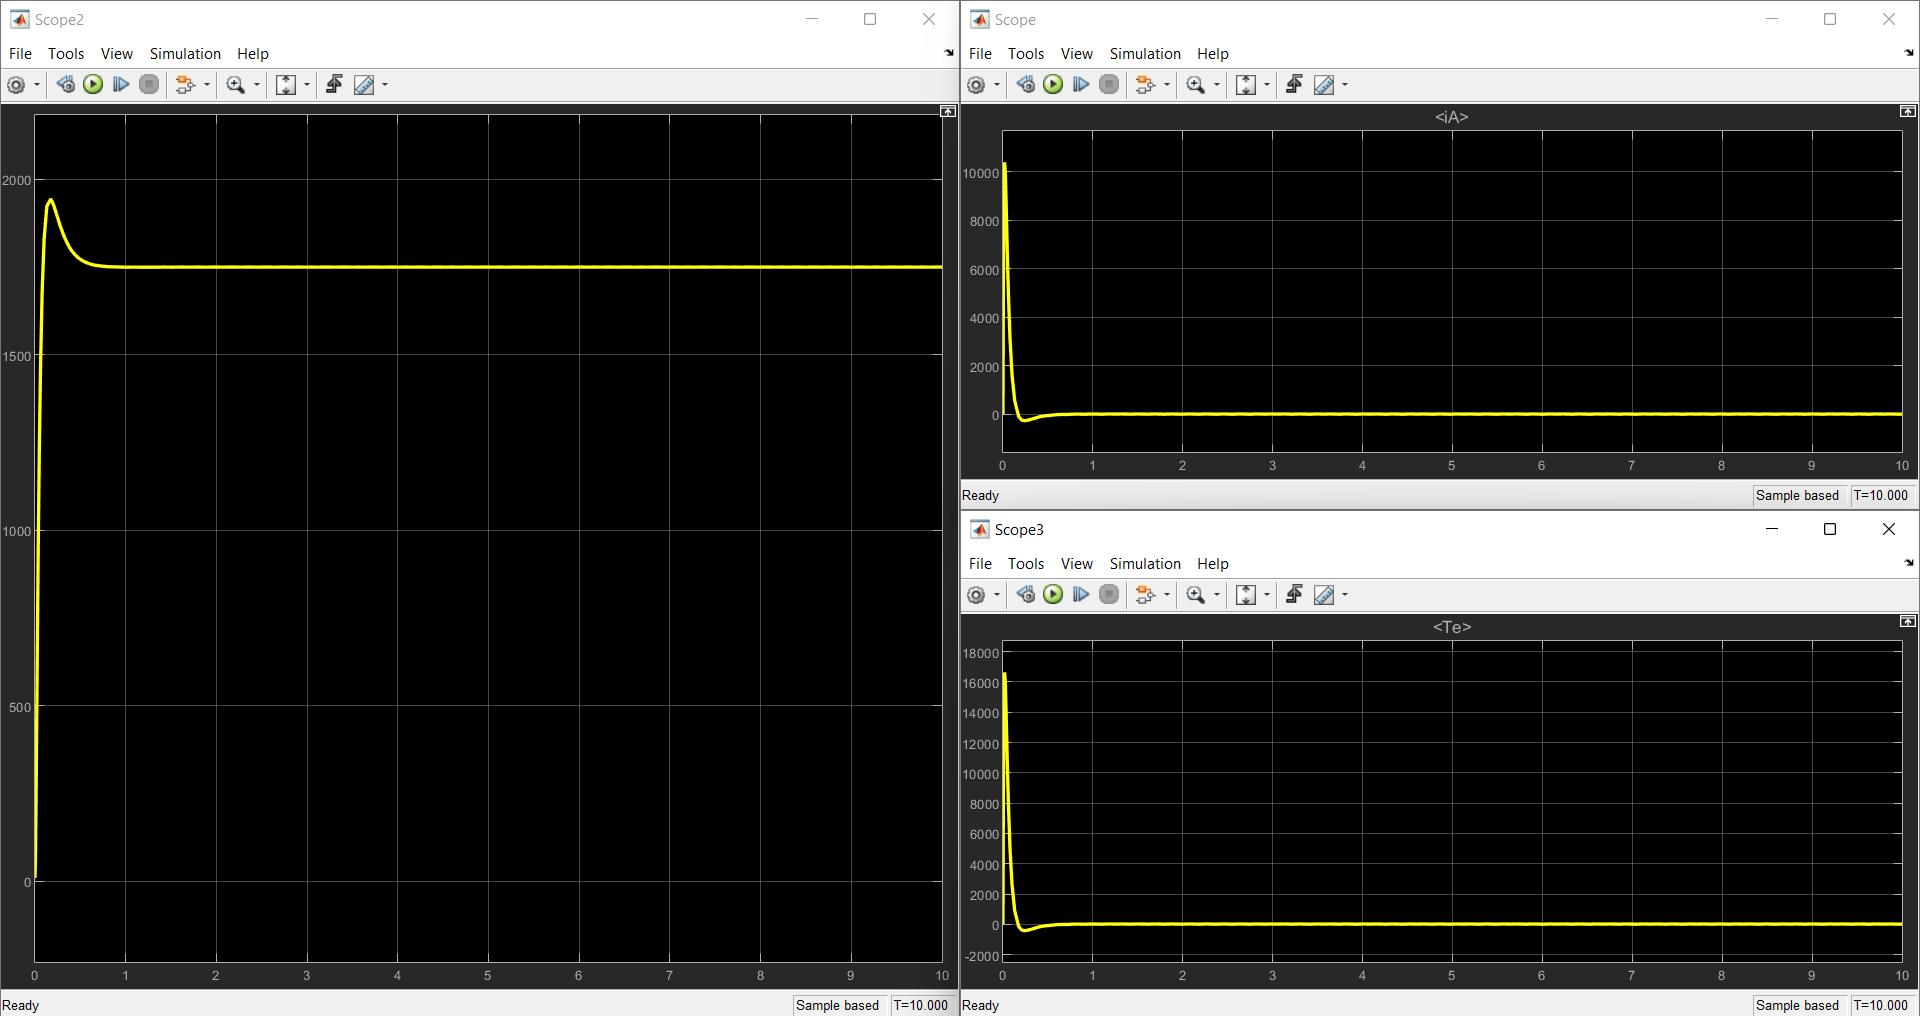 Scope2
File Tools View Simulation Help
2000
1500
1000
500
0
0 1 2 3 4 5 6 7 8 9 10
Ready Sample based T=10.000
Scope
File Tools View Simulation Help
<iA>
10000
8000
6000
4000
2000
0
0 1 2 3 4 5 6 7 8 9 10
Ready Sample based T=10.000
Scope3
File Tools View Simulation Help
<Te>
18000
16000
14000
12000
10000
8000
6000
4000
2000
0
-2000
0 1 2 3 4 5 6 7 8 9 10
Ready Sample based T=10.000